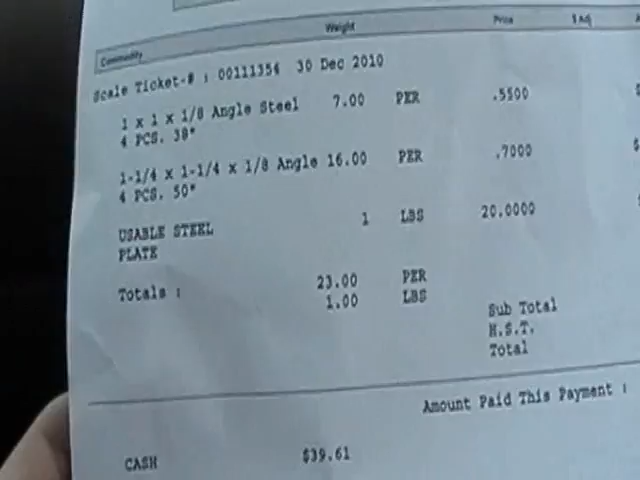 Commodity Weight Price $ Adj
Scale Ticket-# : 00111354 30 Dec 2010
1 x 1 x 1/8 Angle Steel 7.00 PER .5500 $
4 PCS. 38"
1-1/4 x 1-1/4 x 1/8 Angle 16.00 PER .7000 $
4 PCS. 50"
USABLE STEEL 1 LBS 20.0000
PLATE
Totals : 23.00 PER
1.00 LBS
Sub Total
H.S.T.
Total
Amount Paid This Payment :
CASH $39.61